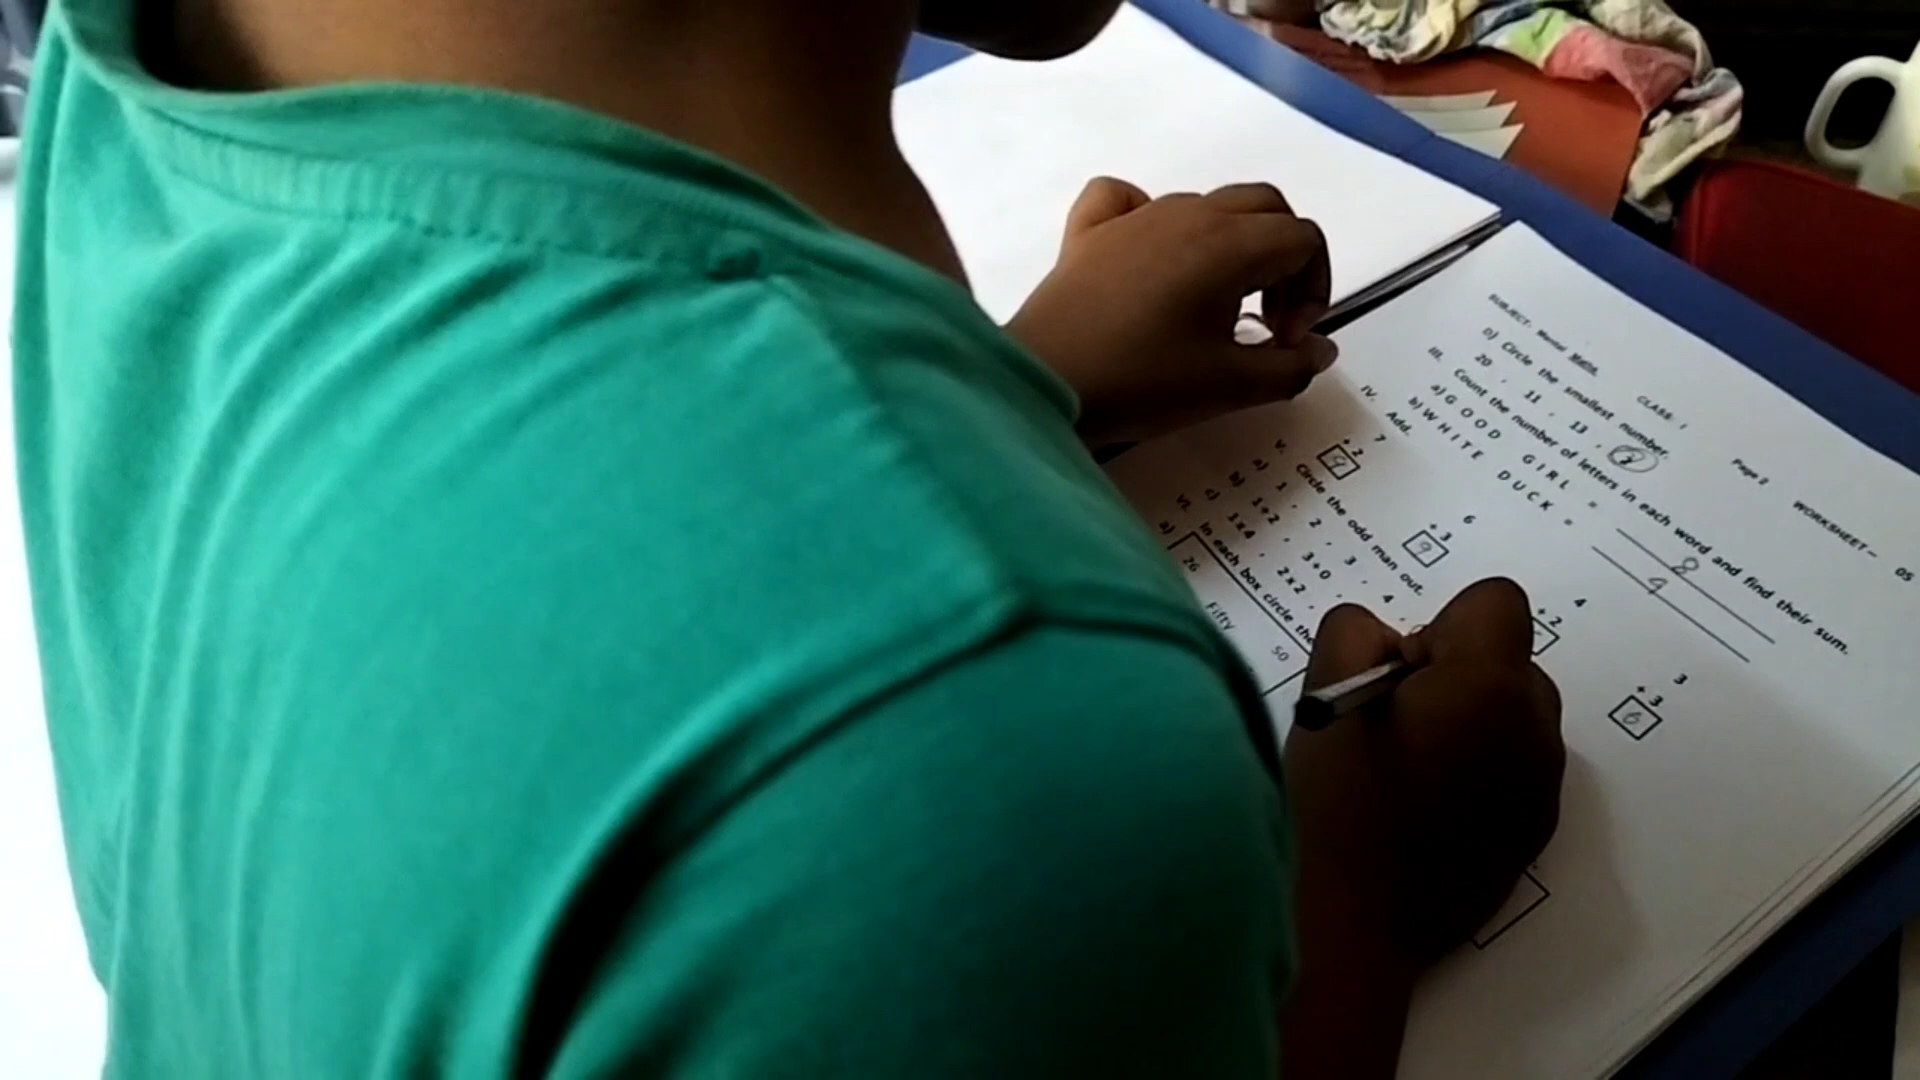 SUBJECT: Mental Maths CLASS: I Page 2 WORKSHEET - 05
D) Circle the smallest number.
20 , 11 , 13 ,
III. Count the number of letters in each word and find their sum.
a) G O O D G I R L = 8
b) W H I T E D U C K = 9
IV. Add.
7 6 4 3
+ 2 + 3 + 2 + 3
9 9 6
V. Circle the odd man out.
a) 1 , 2 , 3 , 4 ,
b) 1+2 , 3+0 ,
c) 1x4 , 2x2 ,
VI. In each box circle the
a) 26 Fifty 50